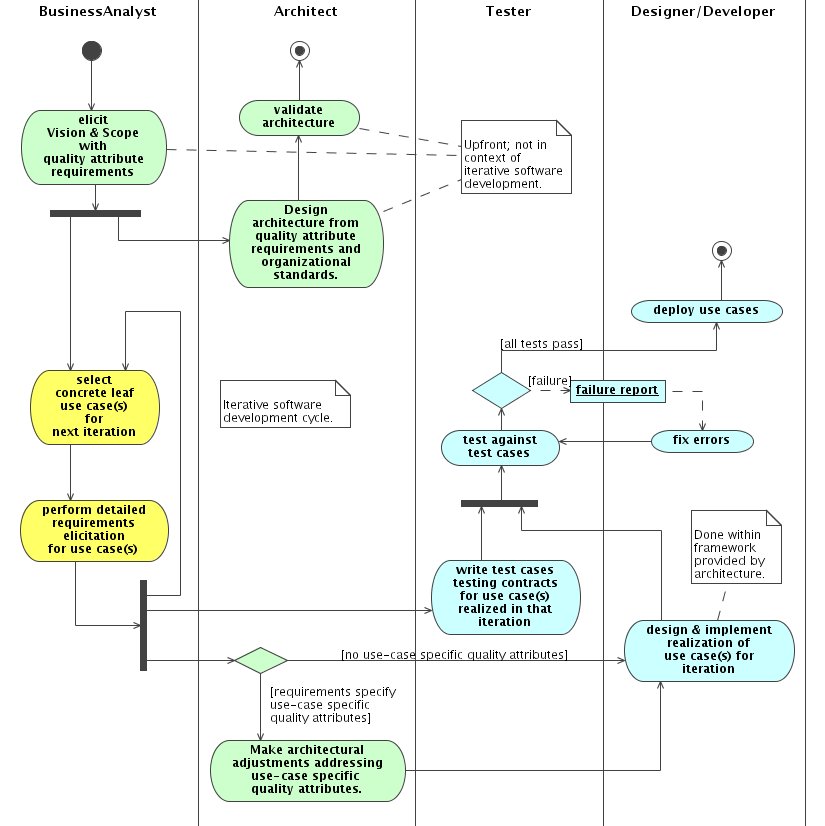 BusinessAnalyst
Architect
Tester
Designer/Developer
elicit
Vision & Scope
with
quality attribute
requirements
validate
architecture
Upfront; not in
context of
iterative software
development.
Design
architecture from
quality attribute
requirements and
organizational
standards.
deploy use cases
[all tests pass]
select
concrete leaf
use case(s)
for
next iteration
Iterative software
development cycle.
[failure]
failure report
test against
test cases
fix errors
perform detailed
requirements
elicitation
for use case(s)
Done within
framework
provided by
architecture.
write test cases
testing contracts
for use case(s)
realized in that
iteration
design & implement
realization of
use case(s) for
iteration
[no use-case specific quality attributes]
[requirements specify
use-case specific
quality attributes]
Make architectural
adjustments addressing
use-case specific
quality attributes.